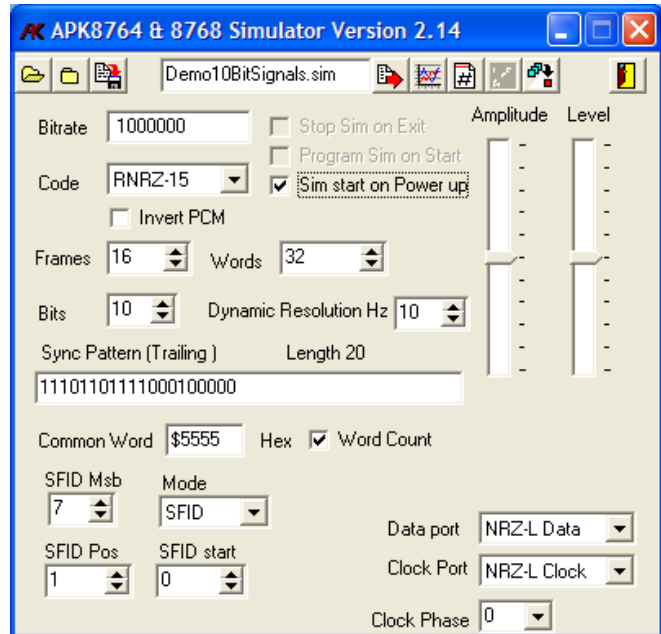 AK APK8764 & 8768 Simulator Version 2.14
Demo10BitSignals.sim
Bitrate 1000000 Stop Sim on Exit Amplitude Level
Program Sim on Start
Code RNRZ-15 Sim start on Power up
Invert PCM
Frames 16 Words 32
Bits 10 Dynamic Resolution Hz 10
Sync Pattern (Trailing ) Length 20
11101101111000100000
Common Word $5555 Hex Word Count
SFID Msb Mode
7 SFID
Data port NRZ-L Data
SFID Pos SFID start
1 0 Clock Port NRZ-L Clock
Clock Phase 0